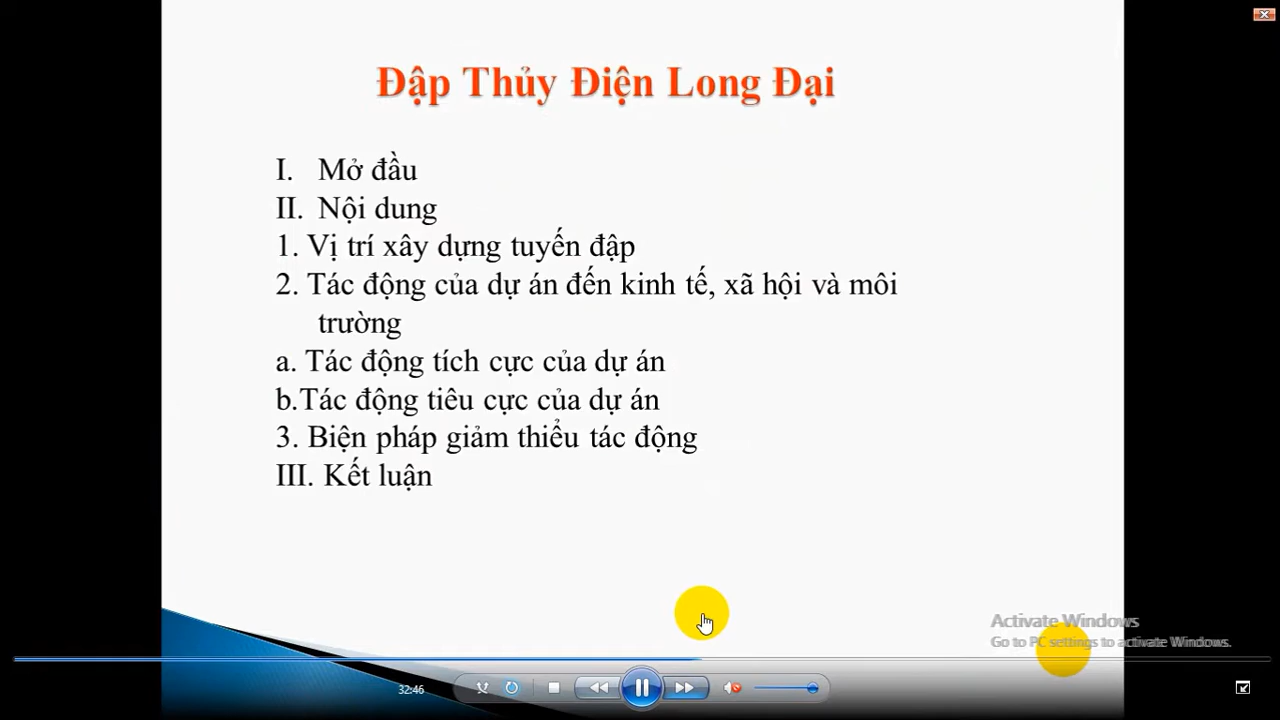 Đập Thủy Điện Long Đại
I. Mở đầu
II. Nội dung
1. Vị trí xây dựng tuyến đập
2. Tác động của dự án đến kinh tế, xã hội và môi
trường
a. Tác động tích cực của dự án
b.Tác động tiêu cực của dự án
3. Biện pháp giảm thiểu tác động
III. Kết luận
Activate Windows
Go to PC settings to activate Windows.
32:46